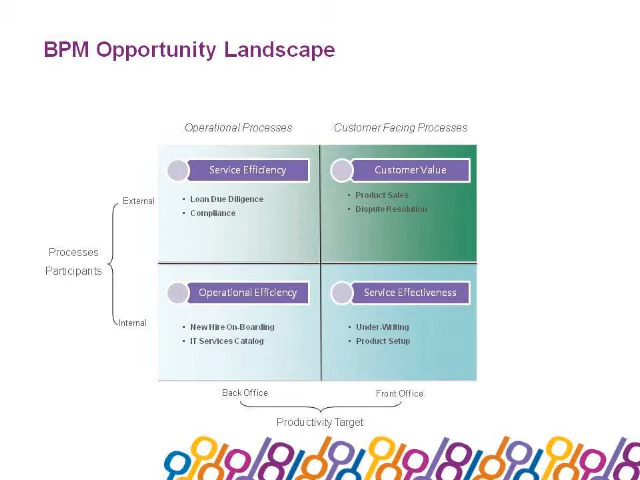 BPM Opportunity Landscape
Operational Processes
Customer Facing Processes
Service Efficiency
Customer Value
• Loan Due Diligence
• Compliance
• Product Sales
• Dispute Resolution
External
Processes
Participants
Internal
Operational Efficiency
Service Effectiveness
• New Hire On-Boarding
• IT Services Catalog
• Under-Writing
• Product Setup
Back Office
Front Office
Productivity Target